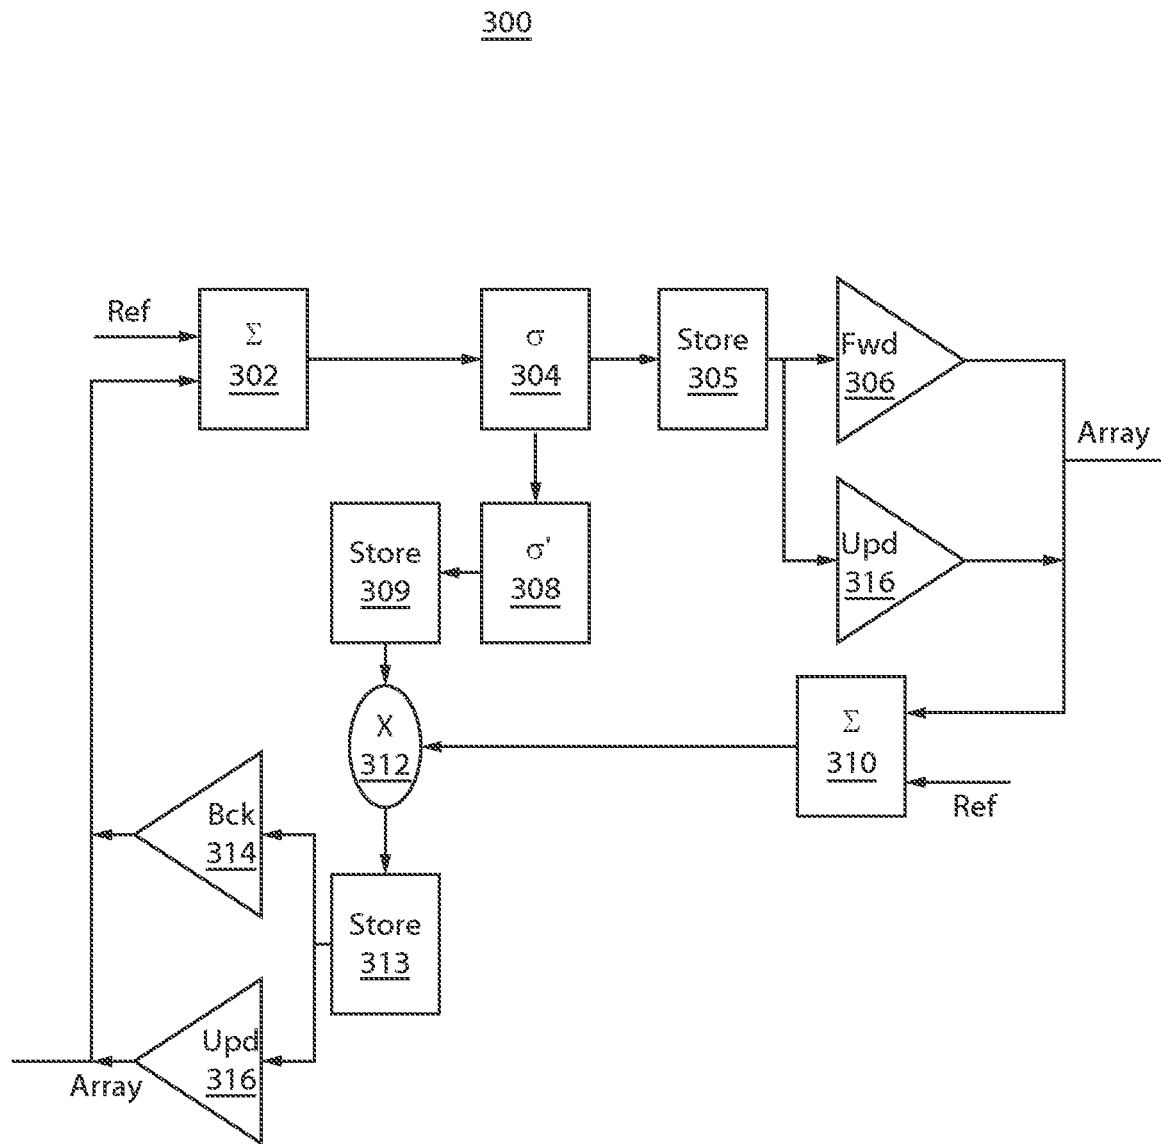 300
Ref
Σ
302
σ
304
Store
305
Fwd
306
Array
Store
309
σ'
308
Upd
316
X
312
Σ
310
Ref
Bck
314
Store
313
Upd
316
Array